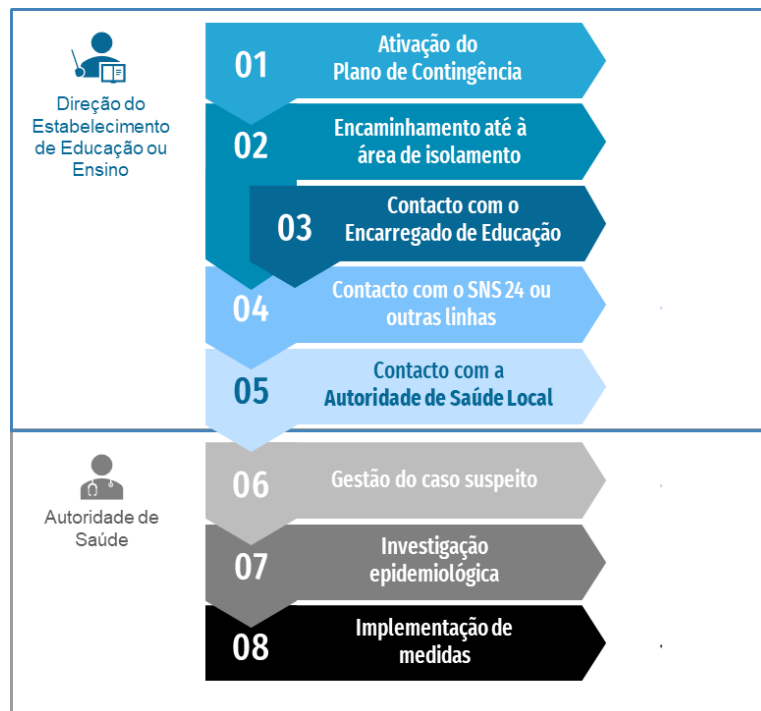 Direção do
Estabelecimento
de Educação ou
Ensino
01
Ativação do
Plano de Contingência
02
Encaminhamento até à
área de isolamento
03
Contacto com o
Encarregado de Educação
04
Contacto com o SNS 24 ou
outras linhas
05
Contacto com a
Autoridade de Saúde Local
Autoridade de
Saúde
06
Gestão do caso suspeito
07
Investigação
epidemiológica
08
Implementação de
medidas